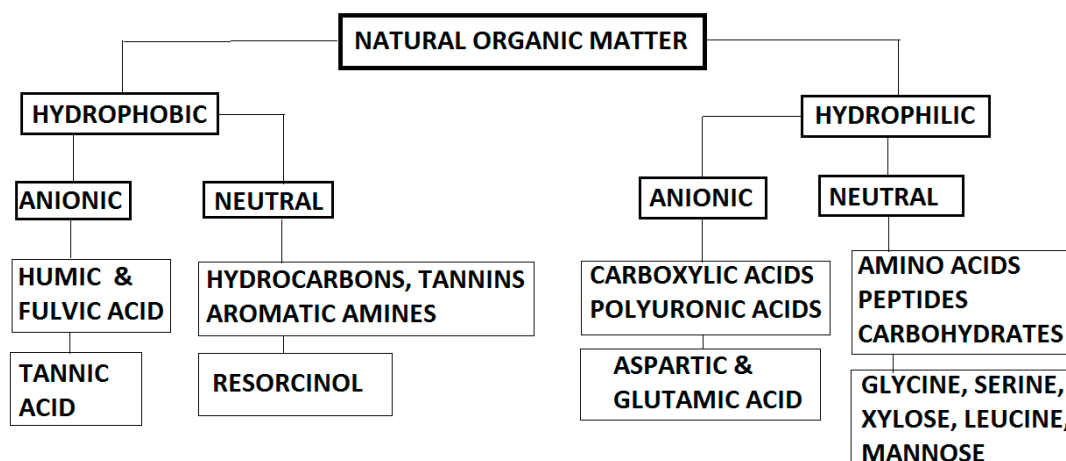 NATURAL ORGANIC MATTER
HYDROPHOBIC
HYDROPHILIC
ANIONIC
NEUTRAL
ANIONIC
NEUTRAL
HUMIC &
FULVIC ACID
HYDROCARBONS, TANNINS
AROMATIC AMINES
CARBOXYLIC ACIDS
POLYURONIC ACIDS
AMINO ACIDS
PEPTIDES
CARBOHYDRATES
TANNIC
ACID
RESORCINOL
ASPARTIC &
GLUTAMIC ACID
GLYCINE, SERINE,
XYLOSE, LEUCINE,
MANNOSE